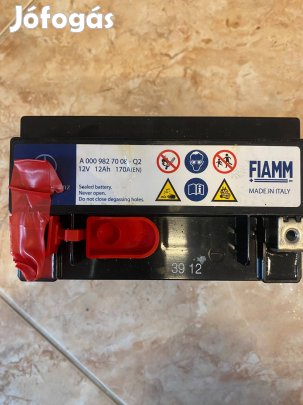 Jófogás
A 000 982 70 08 - Q2
12V 12Ah 170A(EN)
Sealed battery.
Never open.
Do not close degassing holes.
FIAMM
MADE IN ITALY
39 12